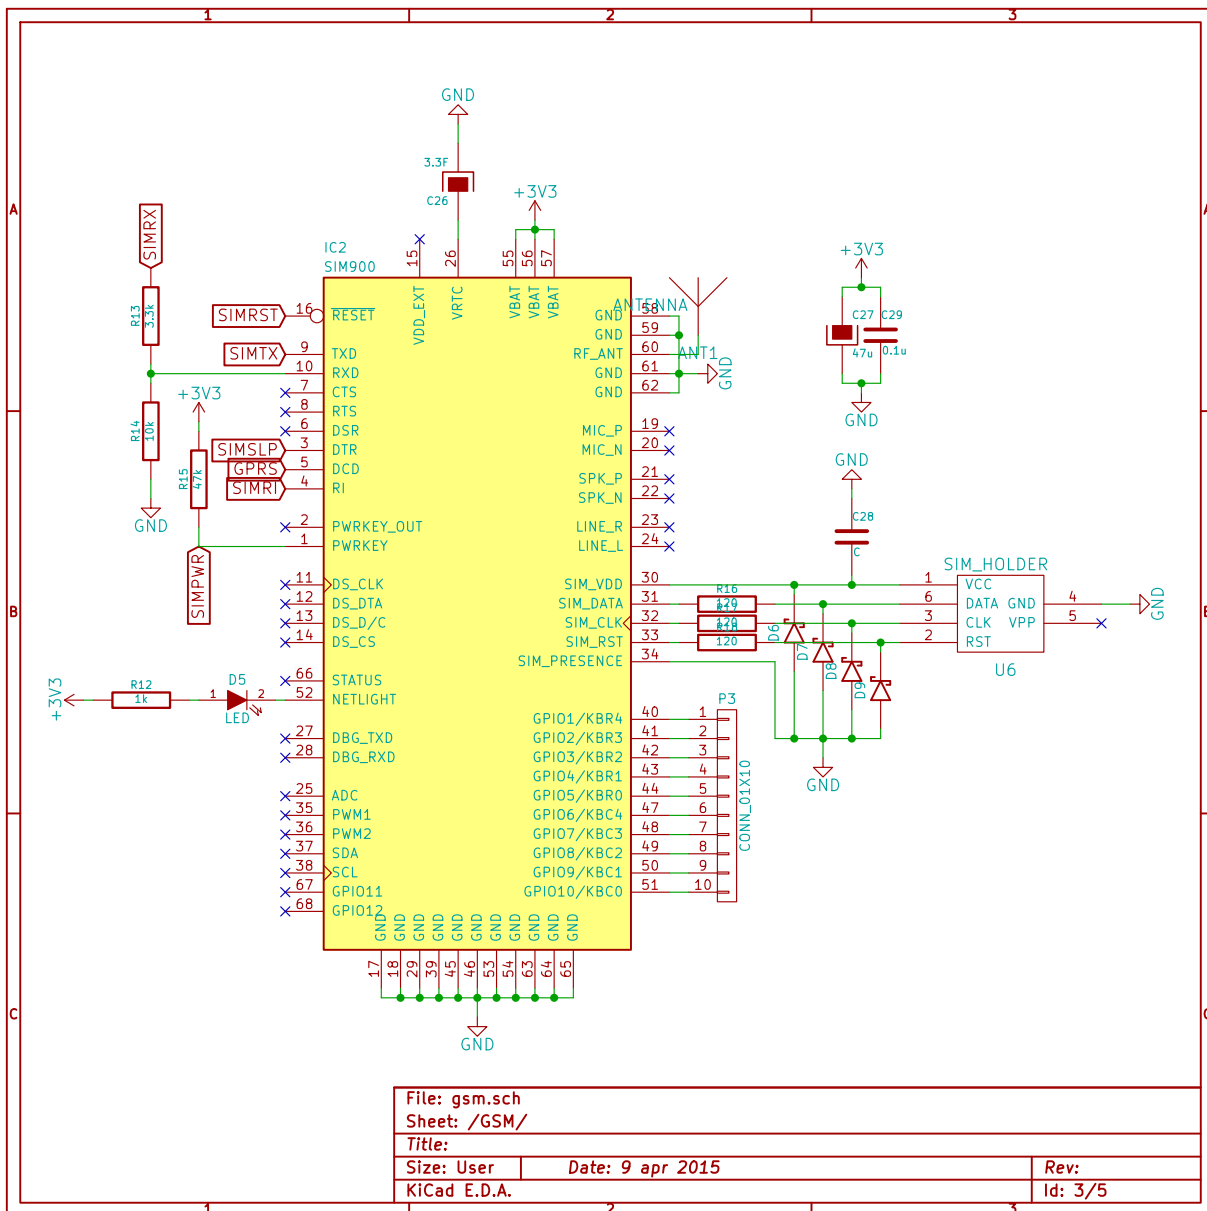 1 2 3
A
B
C
GND
3.3F
C26
+3V3
SIMRX
R13
3.3k
R14
10k
GND
+3V3
R15
47k
SIMPWR
SIMRST
SIMTX
SIMSLP
GPRS
SIMRI
IC2
SIM900
15 VDD_EXT
26 VRTC
55 VBAT
56 VBAT
57 VBAT
16 RESET
9 TXD
10 RXD
7 CTS
8 RTS
6 DSR
3 DTR
5 DCD
4 RI
2 PWRKEY_OUT
1 PWRKEY
11 DS_CLK
12 DS_DTA
13 DS_D/C
14 DS_CS
66 STATUS
52 NETLIGHT
27 DBG_TXD
28 DBG_RXD
25 ADC
35 PWM1
36 PWM2
37 SDA
38 SCL
67 GPIO11
68 GPIO12
+3V3
R12
1k
1 D5 2
LED
ANTENNA
ANT1
GND
GND 58
GND 59
RF_ANT 60
GND 61
GND 62
MIC_P 19
MIC_N 20
SPK_P 21
SPK_N 22
LINE_R 23
LINE_L 24
SIM_VDD 30
SIM_DATA 31
SIM_CLK 32
SIM_RST 33
SIM_PRESENCE 34
GPIO1/KBR4 40 1
GPIO2/KBR3 41 2
GPIO3/KBR2 42 3
GPIO4/KBR1 43 4
GPIO5/KBR0 44 5
GPIO6/KBC4 47 6
GPIO7/KBC3 48 7
GPIO8/KBC2 49 8
GPIO9/KBC1 50 9
GPIO10/KBC0 51 10
P3
CONN_01X10
17 GND
18 GND
29 GND
39 GND
45 GND
46 GND
53 GND
54 GND
63 GND
64 GND
65 GND
GND
+3V3
C27 C29
47u 0.1u
GND
GND
C28
C
R16
120
R17
120
R18
120
D6
D7
D8
D9
GND
SIM_HOLDER
1 VCC
6 DATA GND 4
3 CLK VPP 5
2 RST
U6
GND
File: gsm.sch
Sheet: /GSM/
Title:
Size: User Date: 9 apr 2015 Rev:
KiCad E.D.A. Id: 3/5
1 2 3